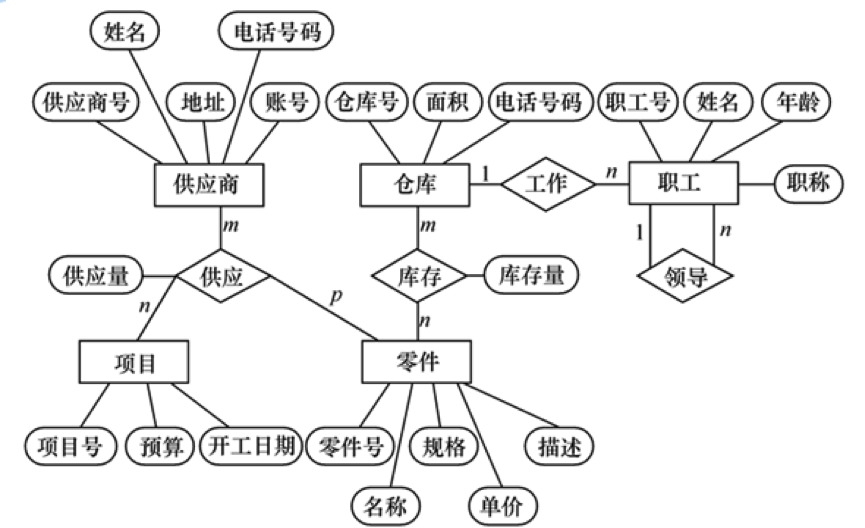 姓名
电话号码
供应商号
地址
账号
仓库号
面积
电话号码
职工号
姓名
年龄
供应商
仓库
1
工作
n
职工
职称
m
m
1
n
供应量
供应
库存
库存量
领导
n
p
n
项目
零件
项目号
预算
开工日期
零件号
规格
描述
名称
单价